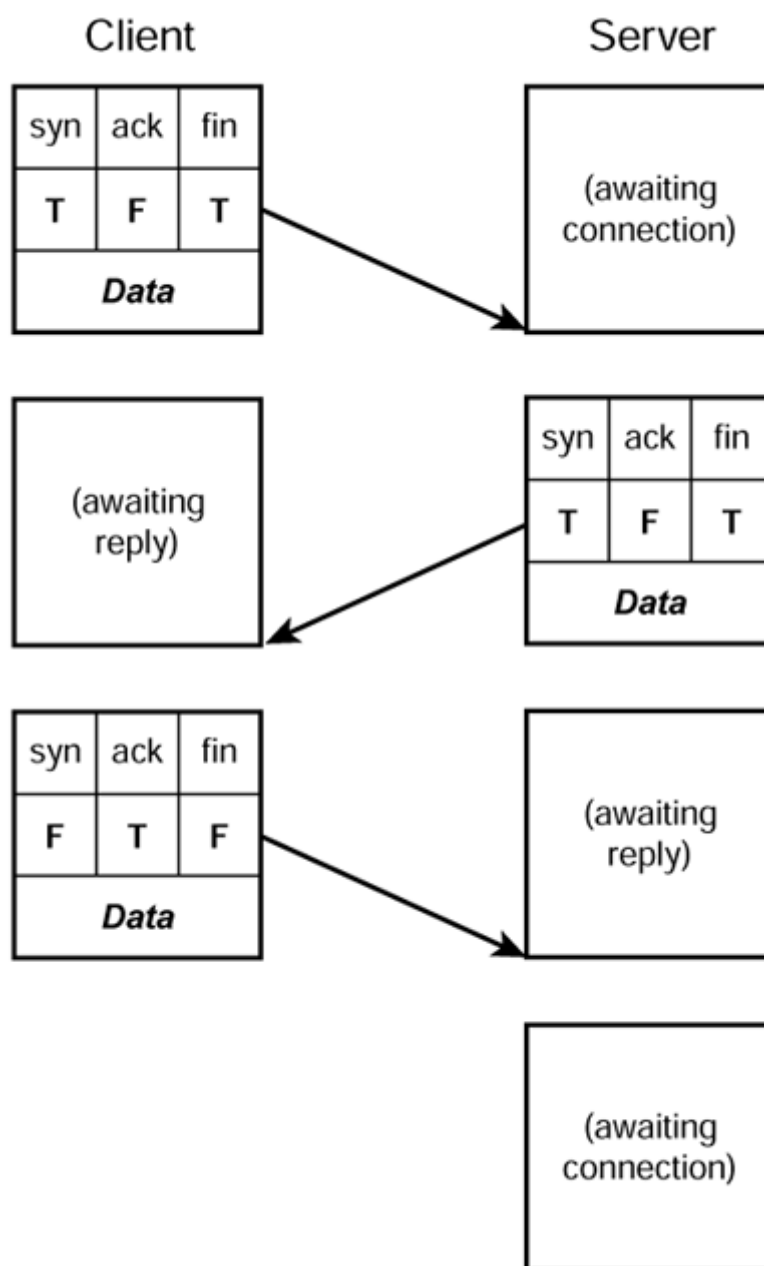 Client
Server
syn ack fin
T F T
Data
(awaiting
connection)
(awaiting
reply)
syn ack fin
T F T
Data
syn ack fin
F T F
Data
(awaiting
reply)
(awaiting
connection)